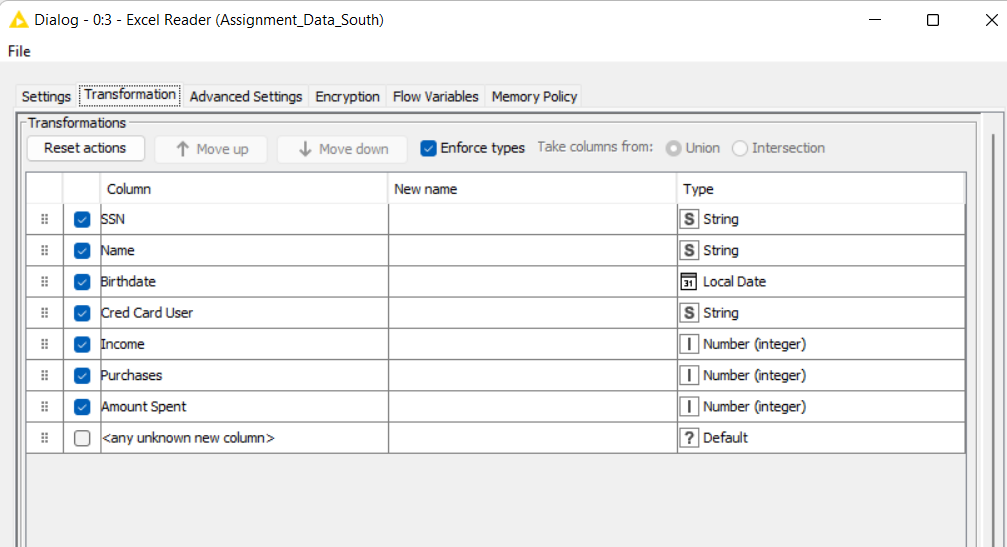 Dialog - 0:3 - Excel Reader (Assignment_Data_South)
File
Settings Transformation Advanced Settings Encryption Flow Variables Memory Policy
Transformations
Reset actions Move up Move down Enforce types Take columns from: Union Intersection
Column New name Type
SSN S String
Name S String
Birthdate 31 Local Date
Cred Card User S String
Income I Number (integer)
Purchases I Number (integer)
Amount Spent I Number (integer)
<any unknown new column> ? Default